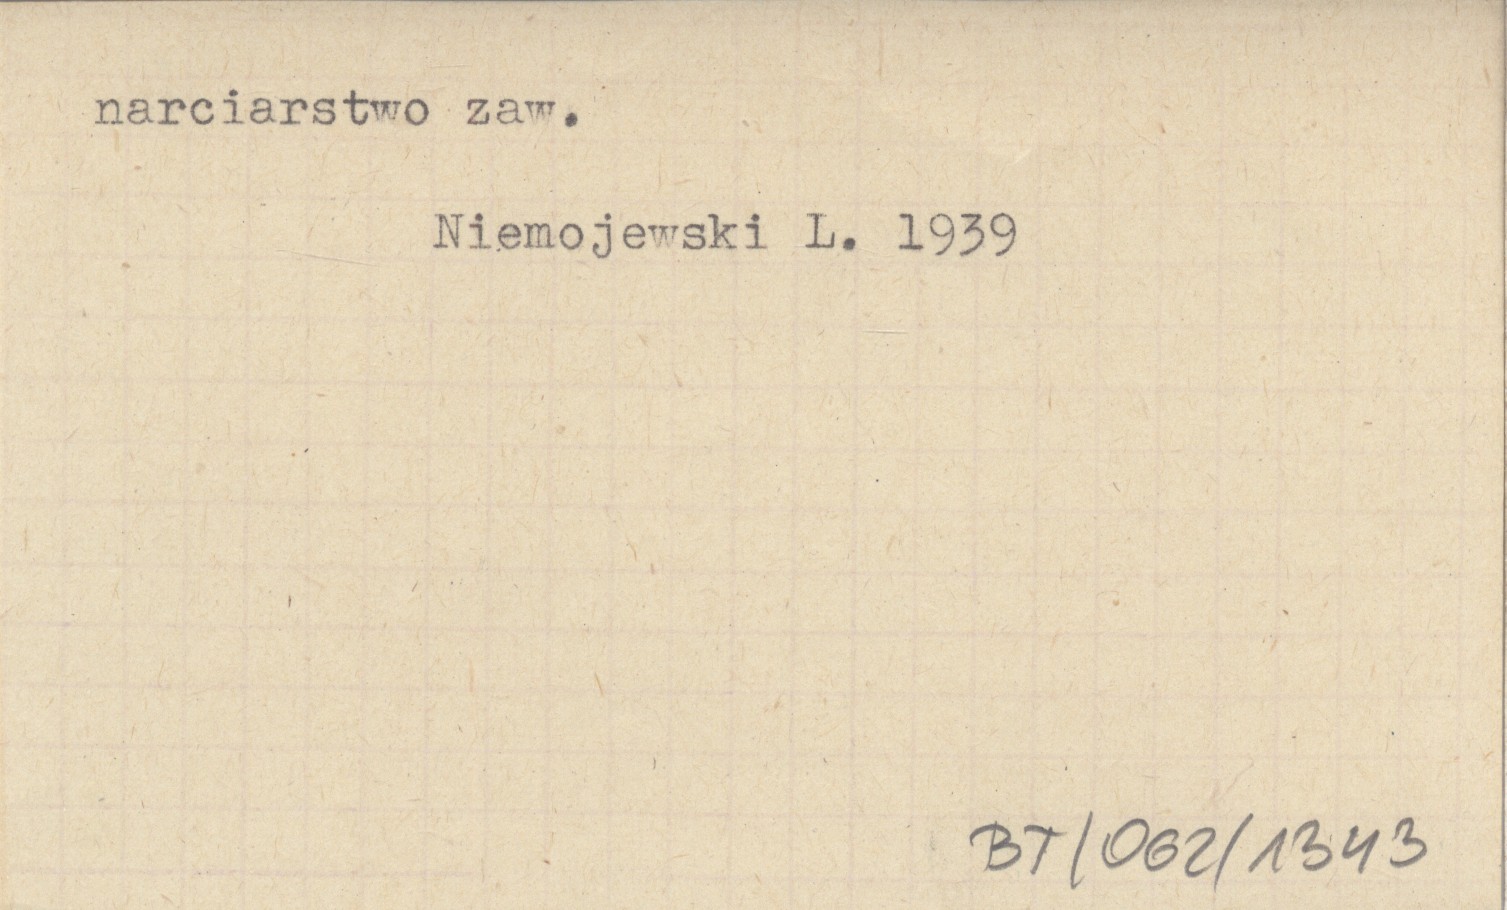 narciarstwo zaw.
Niemojewski L. 1939
BT/062/1343